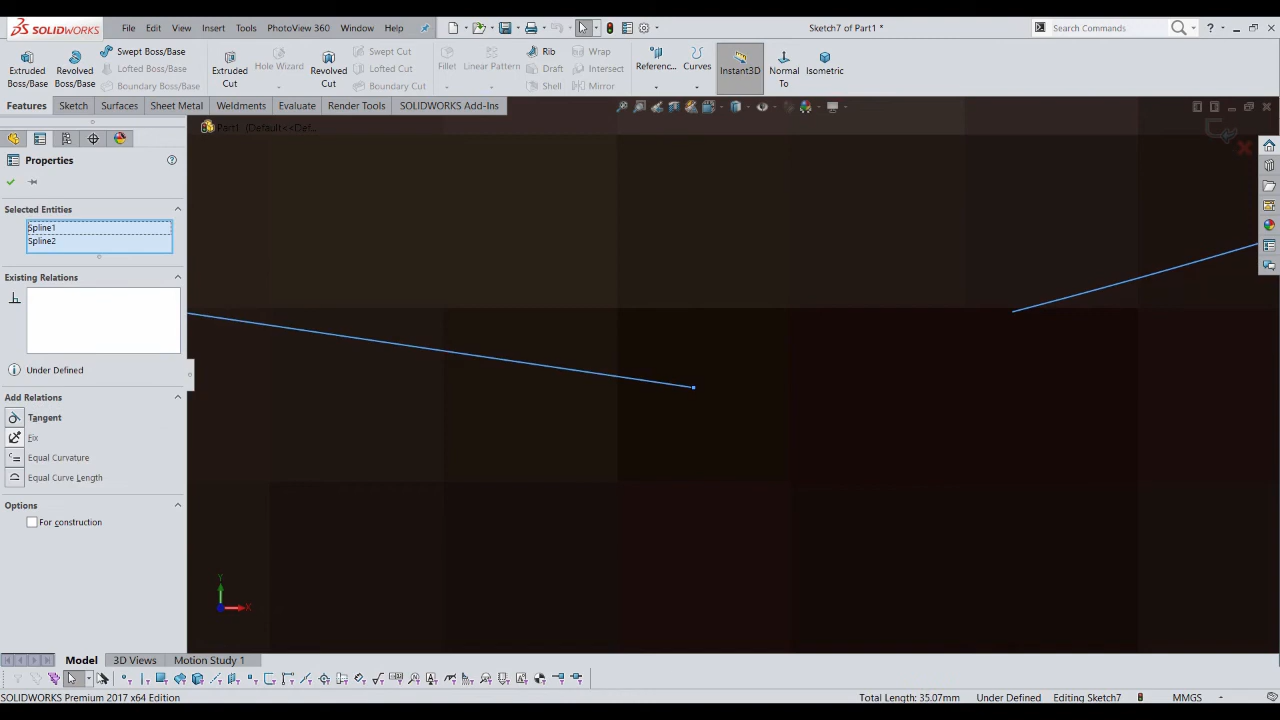 SOLIDWORKS
File Edit View Insert Tools PhotoView 360 Window Help
Sketch7 of Part1 *
Search Commands
Extruded Boss/Base
Revolved Boss/Base
Swept Boss/Base
Lofted Boss/Base
Boundary Boss/Base
Extruded Cut
Hole Wizard
Revolved Cut
Swept Cut
Lofted Cut
Boundary Cut
Fillet
Linear Pattern
Rib
Draft
Shell
Wrap
Intersect
Mirror
Referenc...
Curves
Instant3D
Normal To
Isometric
Features Sketch Surfaces Sheet Metal Weldments Evaluate Render Tools SOLIDWORKS Add-Ins
Part1 (Default<<Def...
Properties
Selected Entities
Spline1
Spline2
Existing Relations
Under Defined
Add Relations
Tangent
Fix
Equal Curvature
Equal Curve Length
Options
For construction
Y
X
Model 3D Views Motion Study 1
SOLIDWORKS Premium 2017 x64 Edition
Total Length: 35.07mm Under Defined Editing Sketch7 MMGS